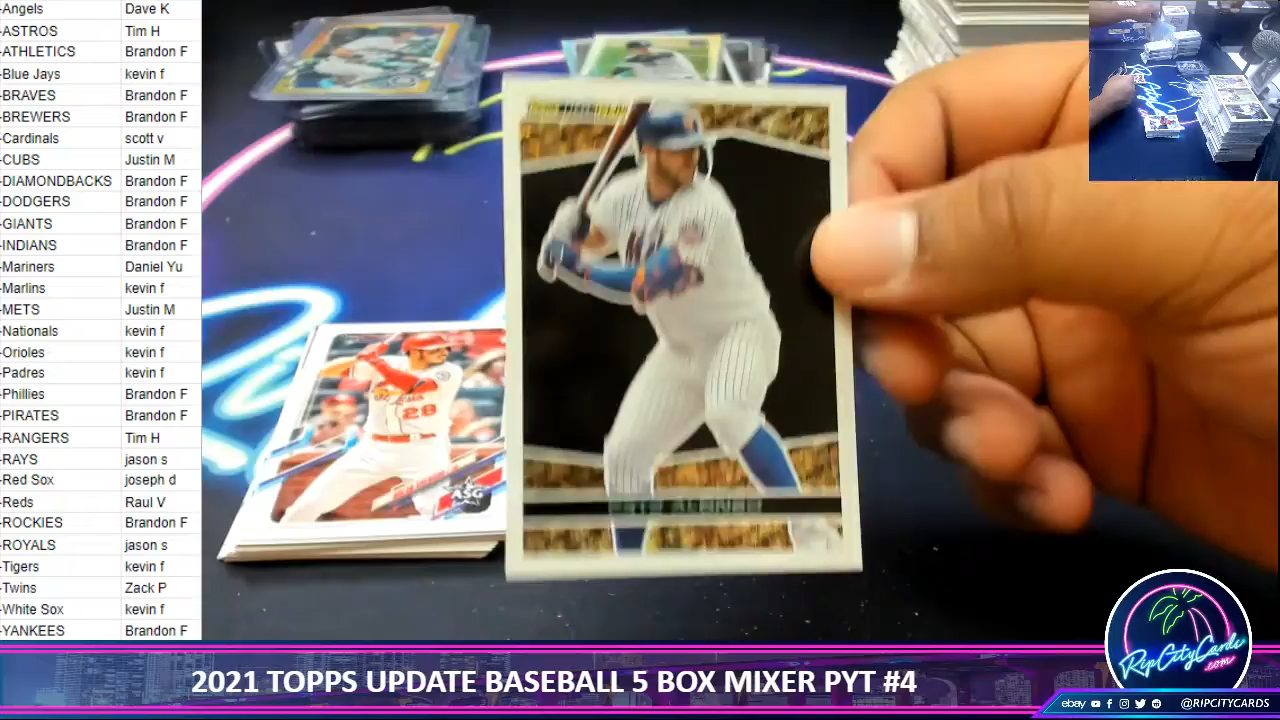 -Angels Dave K
-ASTROS Tim H
-ATHLETICS Brandon F
-Blue Jays kevin f
-BRAVES Brandon F
-BREWERS Brandon F
-Cardinals scott v
-CUBS Justin M
-DIAMONDBACKS Brandon F
-DODGERS Brandon F
-GIANTS Brandon F
-INDIANS Brandon F
-Mariners Daniel Yu
-Marlins kevin f
-METS Justin M
-Nationals kevin f
-Orioles kevin f
-Padres kevin f
-Phillies Brandon F
-PIRATES Brandon F
-RANGERS Tim H
-RAYS jason s
-Red Sox joseph d
-Reds Raul V
-ROCKIES Brandon F
-ROYALS jason s
-Tigers kevin f
-Twins Zack P
-White Sox kevin f
-YANKEES Brandon F
28
ASG
PETE ALONSO
RipCityCards
.com
2021 TOPPS UPDATE BASEBALL 5 BOX MIXER PYT #4
ebay @RIPCITYCARDS